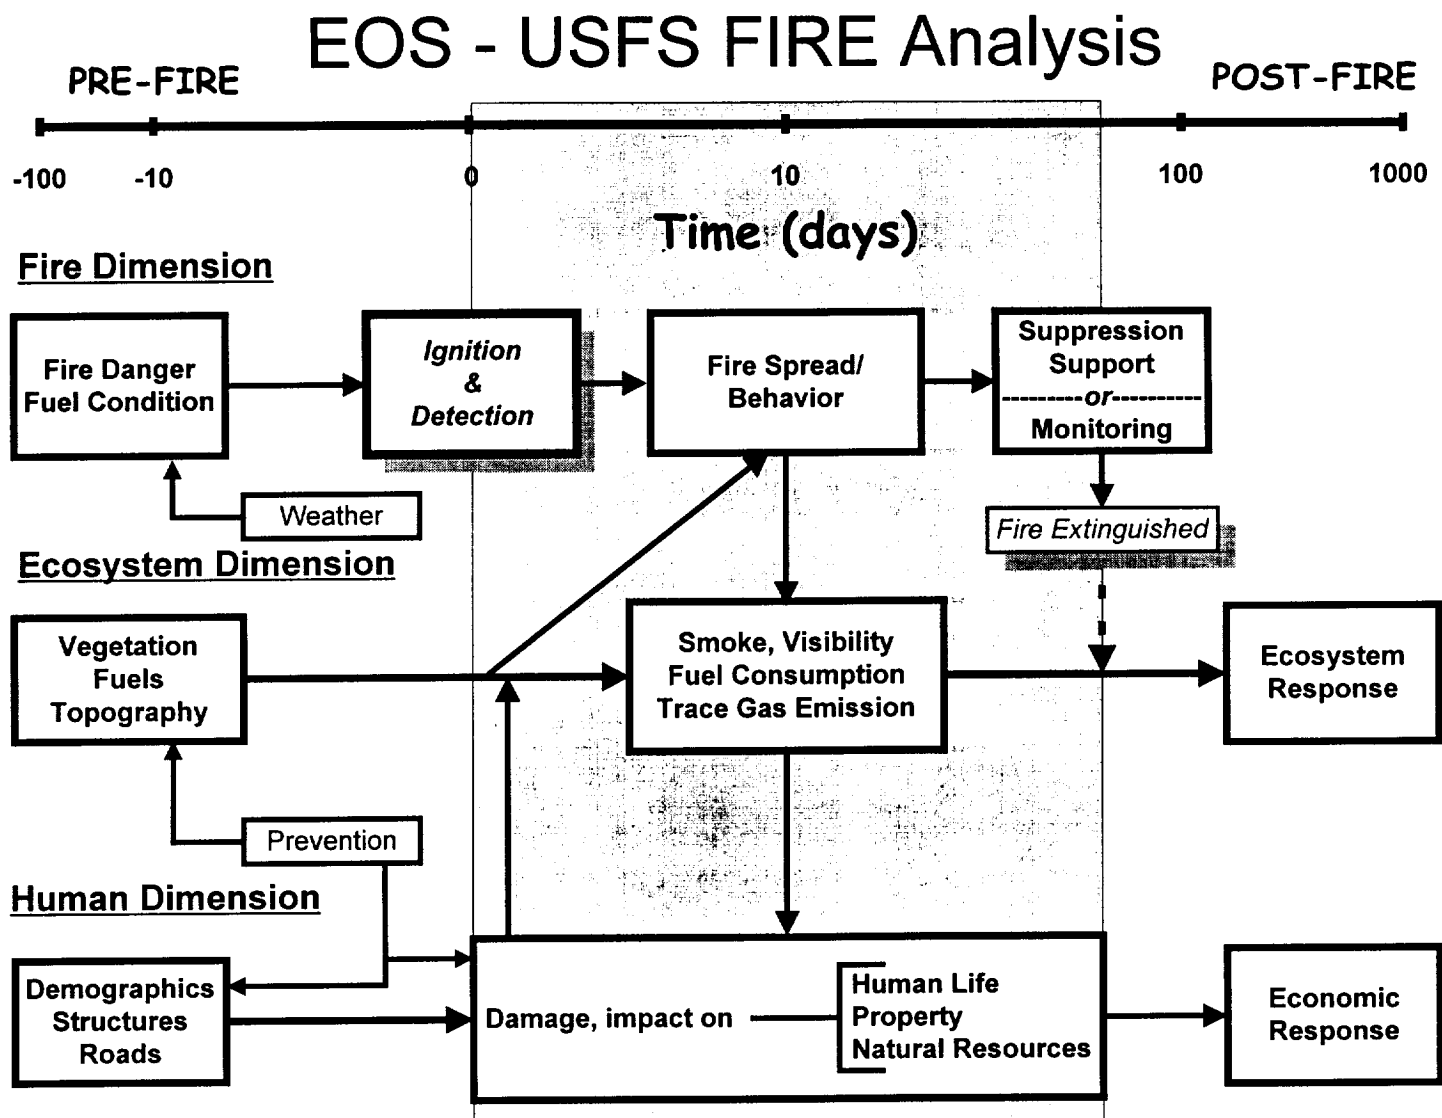 EOS - USFS FIRE Analysis
PRE-FIRE
POST-FIRE
-100
-10
0
10
100
1000
Time (days)
Fire Dimension
Fire Danger
Fuel Condition
Ignition
&
Detection
Fire Spread/
Behavior
Suppression
Support
----------or-----------
Monitoring
Weather
Fire Extinguished
Ecosystem Dimension
Vegetation
Fuels
Topography
Smoke, Visibility
Fuel Consumption
Trace Gas Emission
Ecosystem
Response
Prevention
Human Dimension
Demographics
Structures
Roads
Damage, impact on
Human Life
Property
Natural Resources
Economic
Response